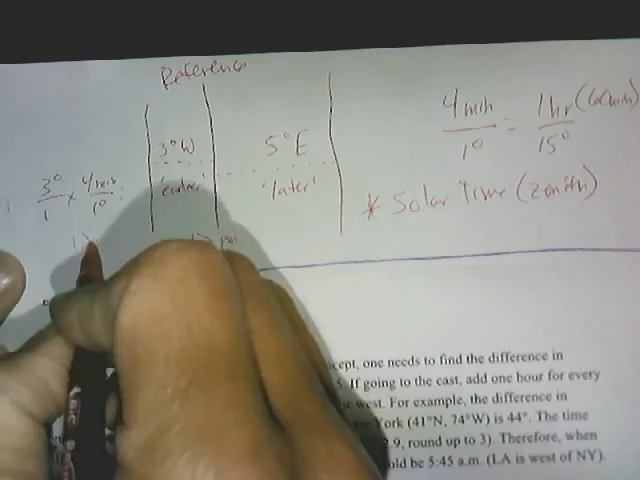 Reference
4 min / 1° = 1 hr (60 min) / 15°
3° W 5° E
3° / 1 × 4 min / 1° =
'earlier' 'later'
* Solar Time (zenith)
12 pm
cept, one needs to find the difference in
5. If going to the east, add one hour for every
west. For example, the difference in
York (41°N, 74°W) is 44°. The time
9, round up to 3). Therefore, when
ld be 5:45 a.m. (LA is west of NY).